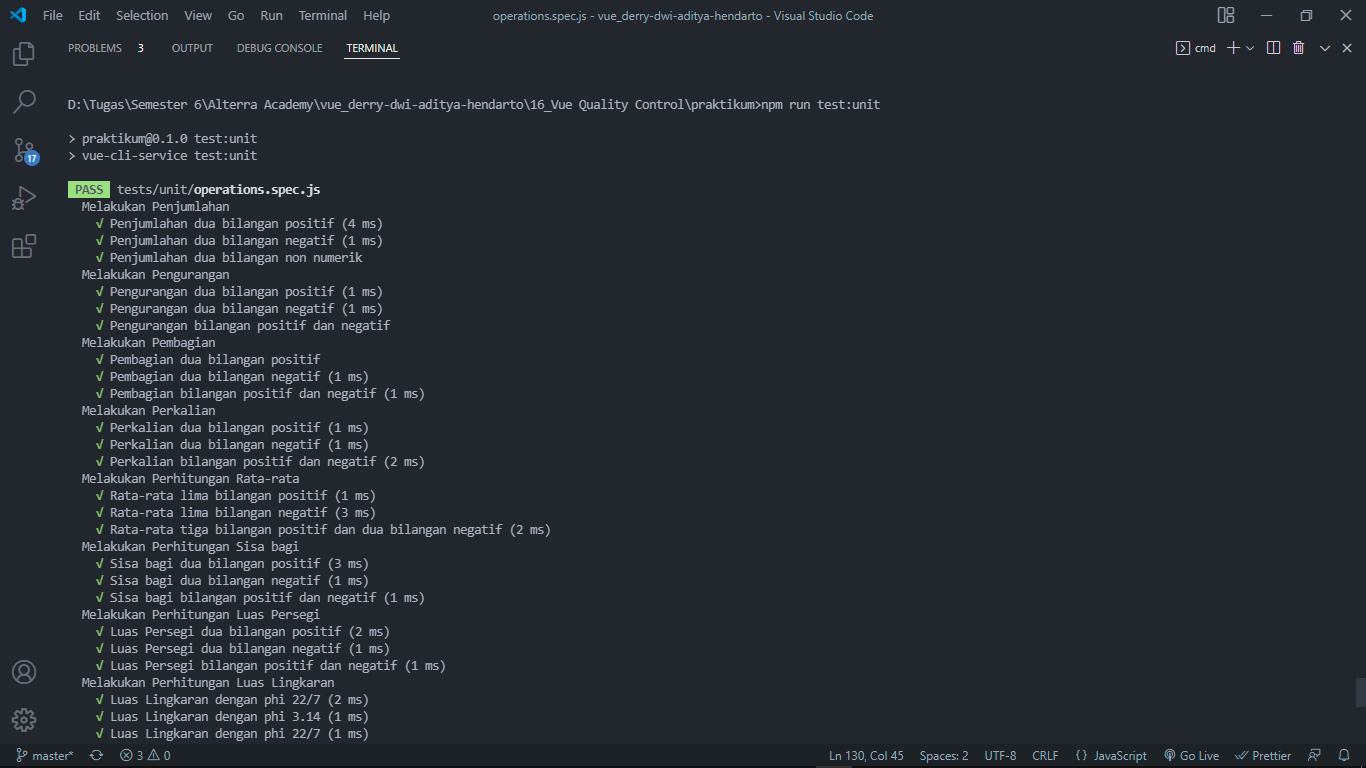 File Edit Selection View Go Run Terminal Help operations.spec.js - vue_derry-dwi-aditya-hendarto - Visual Studio Code
PROBLEMS 3 OUTPUT DEBUG CONSOLE TERMINAL cmd
D:\Tugas\Semester 6\Alterra Academy\vue_derry-dwi-aditya-hendarto\16_Vue Quality Control\praktikum>npm run test:unit
> praktikum@0.1.0 test:unit
> vue-cli-service test:unit
PASS tests/unit/operations.spec.js
Melakukan Penjumlahan
√ Penjumlahan dua bilangan positif (4 ms)
√ Penjumlahan dua bilangan negatif (1 ms)
√ Penjumlahan dua bilangan non numerik
Melakukan Pengurangan
√ Pengurangan dua bilangan positif (1 ms)
√ Pengurangan dua bilangan negatif (1 ms)
√ Pengurangan bilangan positif dan negatif
Melakukan Pembagian
√ Pembagian dua bilangan positif
√ Pembagian dua bilangan negatif (1 ms)
√ Pembagian bilangan positif dan negatif (1 ms)
Melakukan Perkalian
√ Perkalian dua bilangan positif (1 ms)
√ Perkalian dua bilangan negatif (1 ms)
√ Perkalian bilangan positif dan negatif (2 ms)
Melakukan Perhitungan Rata-rata
√ Rata-rata lima bilangan positif (1 ms)
√ Rata-rata lima bilangan negatif (3 ms)
√ Rata-rata tiga bilangan positif dan dua bilangan negatif (2 ms)
Melakukan Perhitungan Sisa bagi
√ Sisa bagi dua bilangan positif (3 ms)
√ Sisa bagi dua bilangan negatif (1 ms)
√ Sisa bagi bilangan positif dan negatif (1 ms)
Melakukan Perhitungan Luas Persegi
√ Luas Persegi dua bilangan positif (2 ms)
√ Luas Persegi dua bilangan negatif (1 ms)
√ Luas Persegi bilangan positif dan negatif (1 ms)
Melakukan Perhitungan Luas Lingkaran
√ Luas Lingkaran dengan phi 22/7 (2 ms)
√ Luas Lingkaran dengan phi 3.14 (1 ms)
√ Luas Lingkaran dengan phi 22/7 (1 ms)
17
master* 3 0 Ln 130, Col 45 Spaces: 2 UTF-8 CRLF {} JavaScript Go Live Prettier